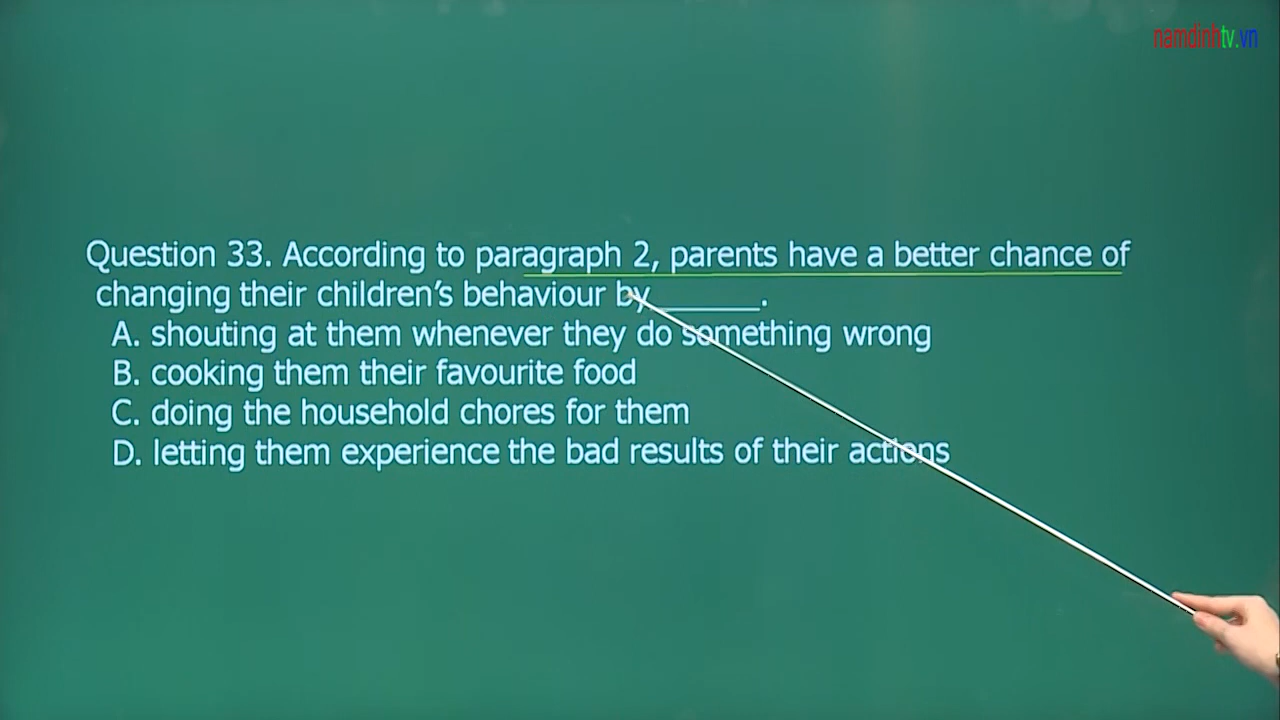 namdinhtv.vn
Question 33. According to paragraph 2, parents have a better chance of
changing their children's behaviour by _______.
A. shouting at them whenever they do something wrong
B. cooking them their favourite food
C. doing the household chores for them
D. letting them experience the bad results of their actions